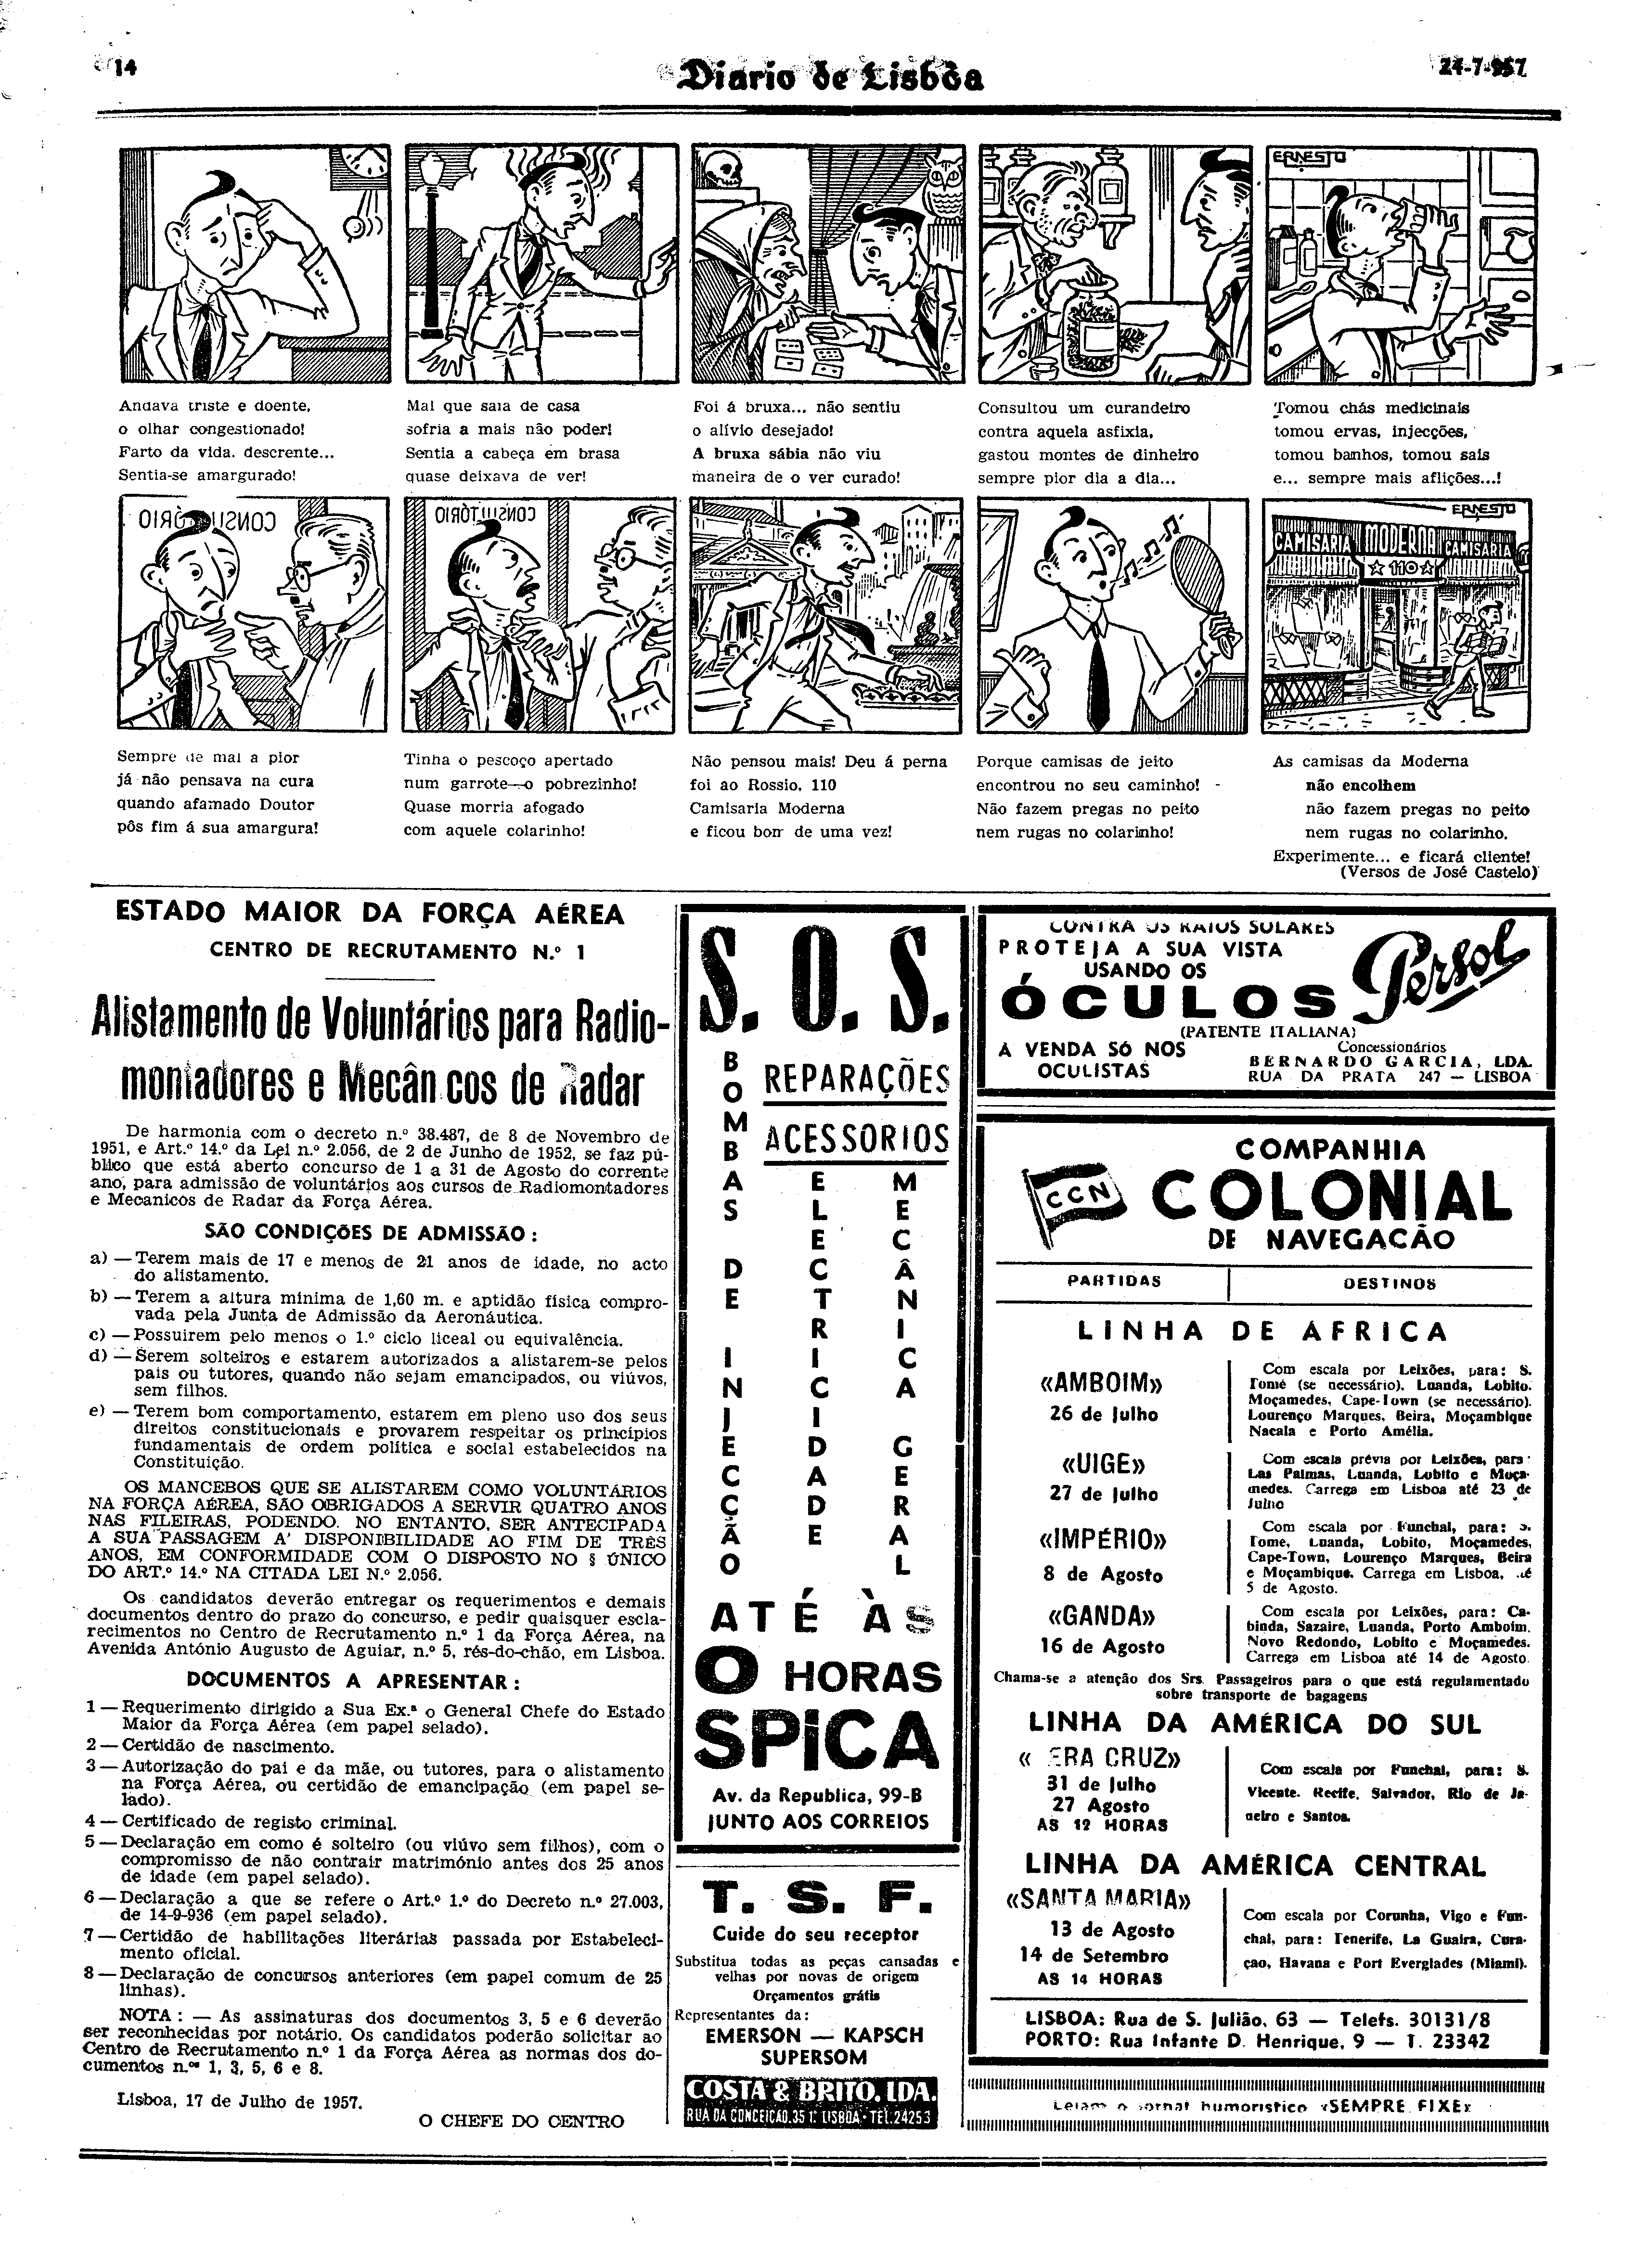 14
Diario de Lisbôa
24-7-957
ERNESTO
Andava triste e doente,
o olhar congestionado!
Farto da vida. descrente...
Sentia-se amargurado!
Mal que saía de casa
sofria a mais não poder!
Sentia a cabeça em brasa
quase deixava de ver!
Foi á bruxa... não sentiu
o alívio desejado!
A bruxa sábia não viu
maneira de o ver curado!
Consultou um curandeiro
contra aquela asfixia,
gastou montes de dinheiro
sempre pior dia a dia...
Tomou chás medicinais
tomou ervas, injecções,
tomou banhos, tomou sais
e... sempre mais aflições...!
CONSULTÓRIO
CONSULTÓRIO
ERNESTO
CAMISARIA MODERNA CAMISARIA
110
Sempre de mal a pior
já não pensava na cura
quando afamado Doutor
pôs fim á sua amargura!
Tinha o pescoço apertado
num garrote—o pobrezinho!
Quase morria afogado
com aquele colarinho!
Não pensou mais! Deu á perna
foi ao Rossio, 110
Camisaria Moderna
e ficou bom de uma vez!
Porque camisas de jeito
encontrou no seu caminho!
Não fazem pregas no peito
nem rugas no colarinho!
As camisas da Moderna
não encolhem
não fazem pregas no peito
nem rugas no colarinho.
Experimente... e ficará cliente!
(Versos de José Castelo)
ESTADO MAIOR DA FORÇA AÉREA
CENTRO DE RECRUTAMENTO N.º 1
Alistamento de Voluntários para Radio-
montadores e Mecânicos de Radar
De harmonia com o decreto n.º 38.487, de 8 de Novembro de
1951, e Art.º 14.º da Lei n.º 2.056, de 2 de Junho de 1952, se faz pú-
blico que está aberto concurso de 1 a 31 de Agosto do corrente
ano, para admissão de voluntários aos cursos de Radiomontadores
e Mecanicos de Radar da Força Aérea.
SÃO CONDIÇÕES DE ADMISSÃO :
a) — Terem mais de 17 e menos de 21 anos de idade, no acto
do alistamento.
b) — Terem a altura mínima de 1,60 m. e aptidão física compro-
vada pela Junta de Admissão da Aeronáutica.
c) — Possuirem pelo menos o 1.º ciclo liceal ou equivalência.
d) — Serem solteiros e estarem autorizados a alistarem-se pelos
pais ou tutores, quando não sejam emancipados, ou viúvos,
sem filhos.
e) — Terem bom comportamento, estarem em pleno uso dos seus
direitos constitucionais e provarem respeitar os princípios
fundamentais de ordem política e social estabelecidos na
Constituição.
OS MANCEBOS QUE SE ALISTAREM COMO VOLUNTÁRIOS
NA FORÇA AÉREA, SÃO OBRIGADOS A SERVIR QUATRO ANOS
NAS FILEIRAS, PODENDO, NO ENTANTO, SER ANTECIPADA
A SUA PASSAGEM A' DISPONIBILIDADE AO FIM DE TRÊS
ANOS, EM CONFORMIDADE COM O DISPOSTO NO § ÚNICO
DO ART.º 14.º NA CITADA LEI N.º 2.056.
Os candidatos deverão entregar os requerimentos e demais
documentos dentro do prazo do concurso, e pedir quaisquer escla-
recimentos no Centro de Recrutamento n.º 1 da Força Aérea, na
Avenida António Augusto de Aguiar, n.º 5, rés-do-chão, em Lisboa.
DOCUMENTOS A APRESENTAR :
1 — Requerimento dirigido a Sua Ex.ª o General Chefe do Estado
Maior da Força Aérea (em papel selado).
2 — Certidão de nascimento.
3 — Autorização do pai e da mãe, ou tutores, para o alistamento
na Força Aérea, ou certidão de emancipação (em papel se-
lado).
4 — Certificado de registo criminal.
5 — Declaração em como é solteiro (ou viúvo sem filhos), com o
compromisso de não contrair matrimónio antes dos 25 anos
de idade (em papel selado).
6 — Declaração a que se refere o Art.º 1.º do Decreto n.º 27.003,
de 14-9-936 (em papel selado).
7 — Certidão de habilitações literárias passada por Estabeleci-
mento oficial.
8 — Declaração de concursos anteriores (em papel comum de 25
linhas).
NOTA : — As assinaturas dos documentos 3, 5 e 6 deverão
ser reconhecidas por notário. Os candidatos poderão solicitar ao
Centro de Recrutamento n.º 1 da Força Aérea as normas dos do-
cumentos n.ºs 1, 3, 5, 6 e 8.
Lisboa, 17 de Julho de 1957.
O CHEFE DO CENTRO
S. O. S.
REPARAÇÕES
ACESSORIOS
BOMBAS DE INJECÇÃO
ELECTRICIDADE
MECÂNICA GERAL
ATÉ ÀS
0 HORAS
SPICA
Av. da Republica, 99-B
JUNTO AOS CORREIOS
T. S. F.
Cuide do seu receptor
Substitua todas as peças cansadas e
velhas por novas de origem
Orçamentos grátis
Representantes da :
EMERSON — KAPSCH
SUPERSOM
COSTA & BRITO, LDA.
RUA DA CONCEIÇÃO, 35 1.º LISBOA · TEL. 24253
CONTRA OS RAIOS SOLARES
PROTEJA A SUA VISTA
USANDO OS
ÓCULOS Persol
(PATENTE ITALIANA)
A VENDA SÓ NOS
OCULISTAS
Concessionários
BERNARDO GARCIA, LDA.
RUA DA PRATA 247 — LISBOA
CCN
COMPANHIA
COLONIAL
DE NAVEGACÃO
PARTIDAS
DESTINOS
LINHA DE ÁFRICA
«AMBOIM»
26 de Julho
Com escala por Leixões, para: S.
Tomé (se necessário), Luanda, Lobito.
Moçamedes, Cape-Town (se necessário).
Lourenço Marques, Beira, Moçambique
Nacala e Porto Amélia.
«UIGE»
27 de Julho
Com escala prévia por Leixões, para:
Las Palmas, Luanda, Lobito e Moça-
medes. Carrega em Lisboa até 23 de
Julho
«IMPÉRIO»
8 de Agosto
Com escala por Funchal, para: S.
Tome, Luanda, Lobito, Moçamedes,
Cape-Town, Lourenço Marques, Beira
e Moçambique. Carrega em Lisboa, até
5 de Agosto.
«GANDA»
16 de Agosto
Com escala por Leixões, para: Ca-
binda, Sazaire, Luanda, Porto Amboim,
Novo Redondo, Lobito e Moçamedes.
Carrega em Lisboa até 14 de Agosto.
Chama-se a atenção dos Srs. Passageiros para o que está regulamentado
sobre transporte de bagagens
LINHA DA AMÉRICA DO SUL
« ERA CRUZ»
31 de Julho
27 Agosto
AS 12 HORAS
Com escala por Funchal, para: S.
Vicente, Recife, Salvador, Rio de Ja-
neiro e Santos.
LINHA DA AMÉRICA CENTRAL
«SANTA MARIA»
13 de Agosto
14 de Setembro
AS 14 HORAS
Com escala por Corunha, Vigo e Fun-
chal, para: Tenerife, La Guaira, Cura-
çao, Havana e Port Everglades (Miami).
LISBOA: Rua de S. Julião, 63 — Telefs. 30131/8
PORTO: Rua Infante D. Henrique, 9 — T. 23342
Leiam o jornal humoristico «SEMPRE FIXE»